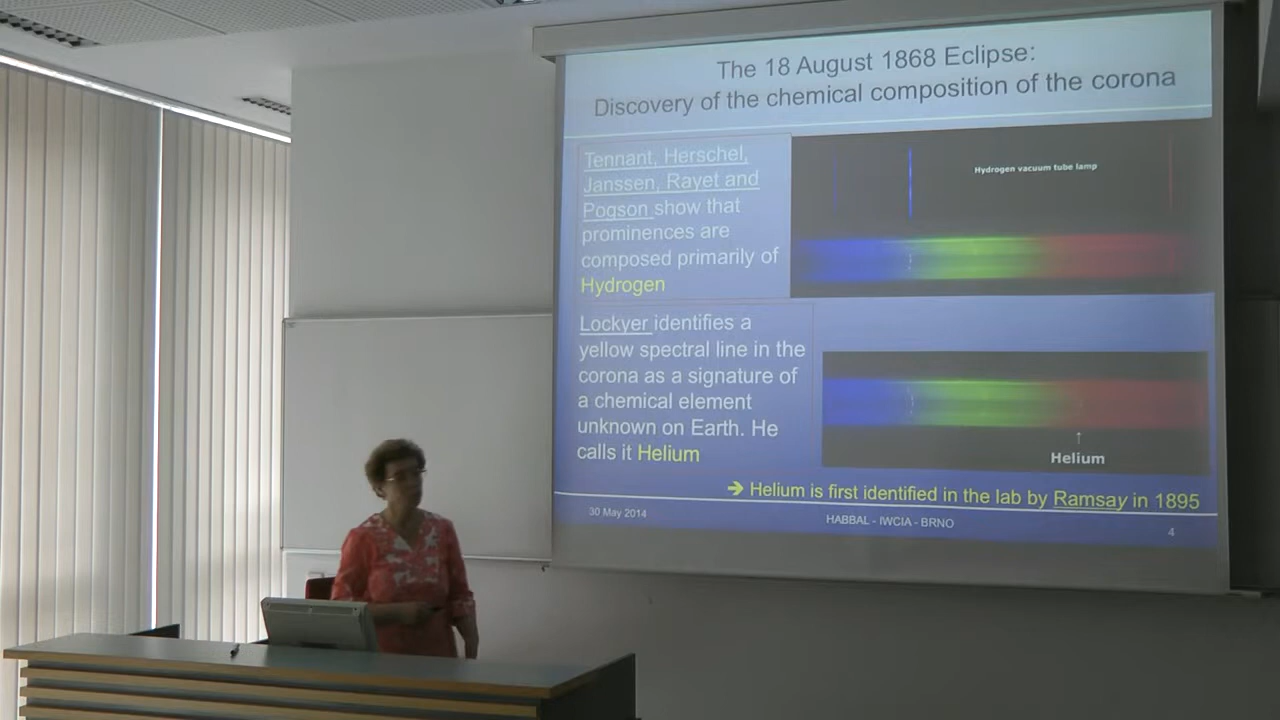 The 18 August 1868 Eclipse:
Discovery of the chemical composition of the corona
Tennant, Herschel,
Janssen, Rayet and
Pogson show that
prominences are
composed primarily of
Hydrogen
Hydrogen vacuum tube lamp
Lockyer identifies a
yellow spectral line in the
corona as a signature of
a chemical element
unknown on Earth. He
calls it Helium
↑
Helium
➔ Helium is first identified in the lab by Ramsay in 1895
30 May 2014
HABBAL - IWCIA - BRNO
4